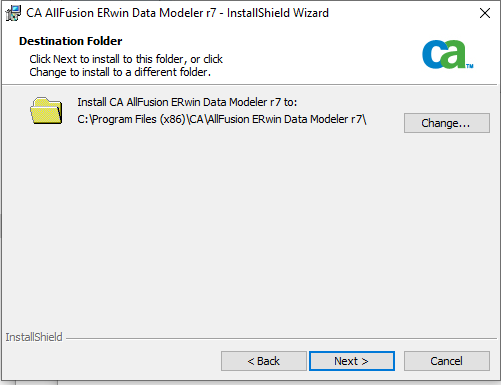 CA AllFusion ERwin Data Modeler r7 - InstallShield Wizard
Destination Folder
Click Next to install to this folder, or click
Change to install to a different folder.
ca™
Install CA AllFusion ERwin Data Modeler r7 to:
C:\Program Files (x86)\CA\AllFusion ERwin Data Modeler r7\
Change...
InstallShield
< Back
Next >
Cancel